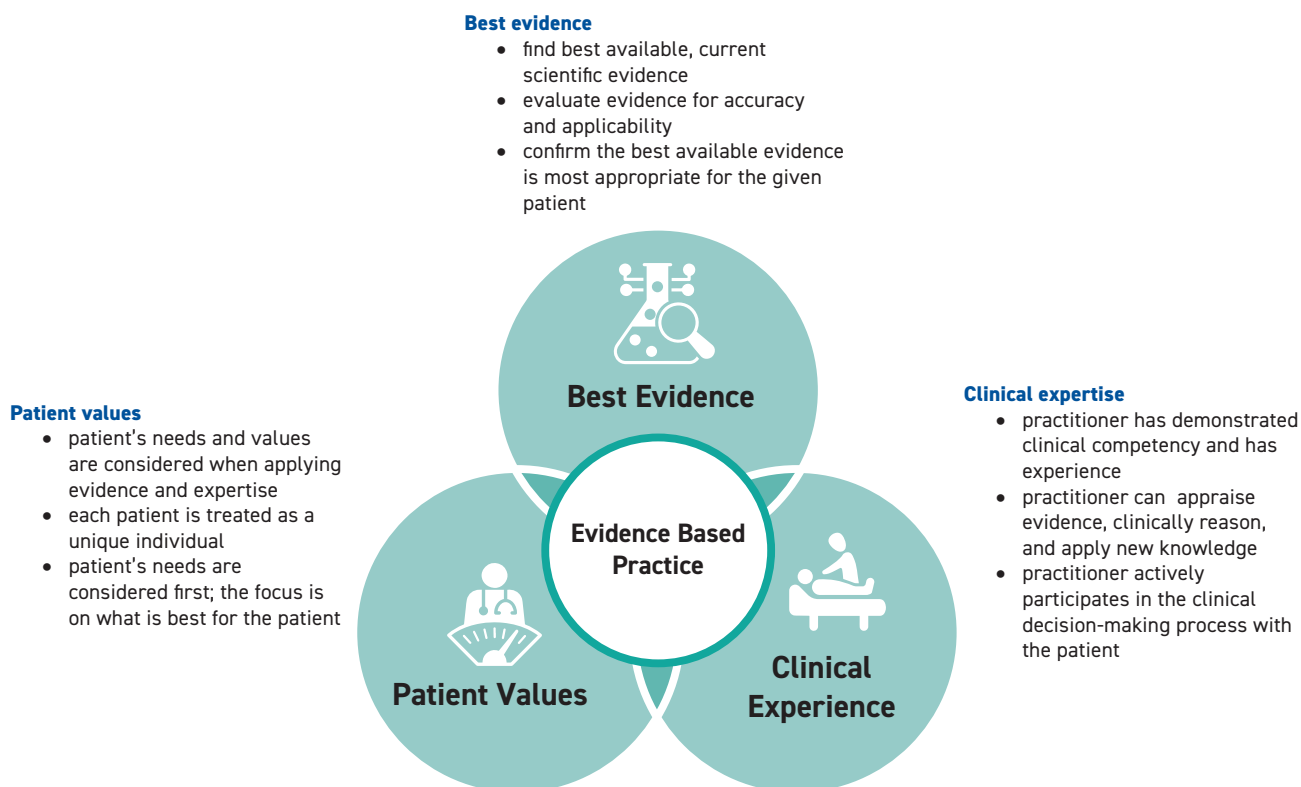 Best evidence
• find best available, current
scientific evidence
• evaluate evidence for accuracy
and applicability
• confirm the best available evidence
is most appropriate for the given
patient
Best Evidence
Patient values
• patient's needs and values
are considered when applying
evidence and expertise
• each patient is treated as a
unique individual
• patient's needs are
considered first; the focus is
on what is best for the patient
Clinical expertise
• practitioner has demonstrated
clinical competency and has
experience
• practitioner can appraise
evidence, clinically reason,
and apply new knowledge
• practitioner actively
participates in the clinical
decision-making process with
the patient
Evidence Based
Practice
Patient Values
Clinical
Experience